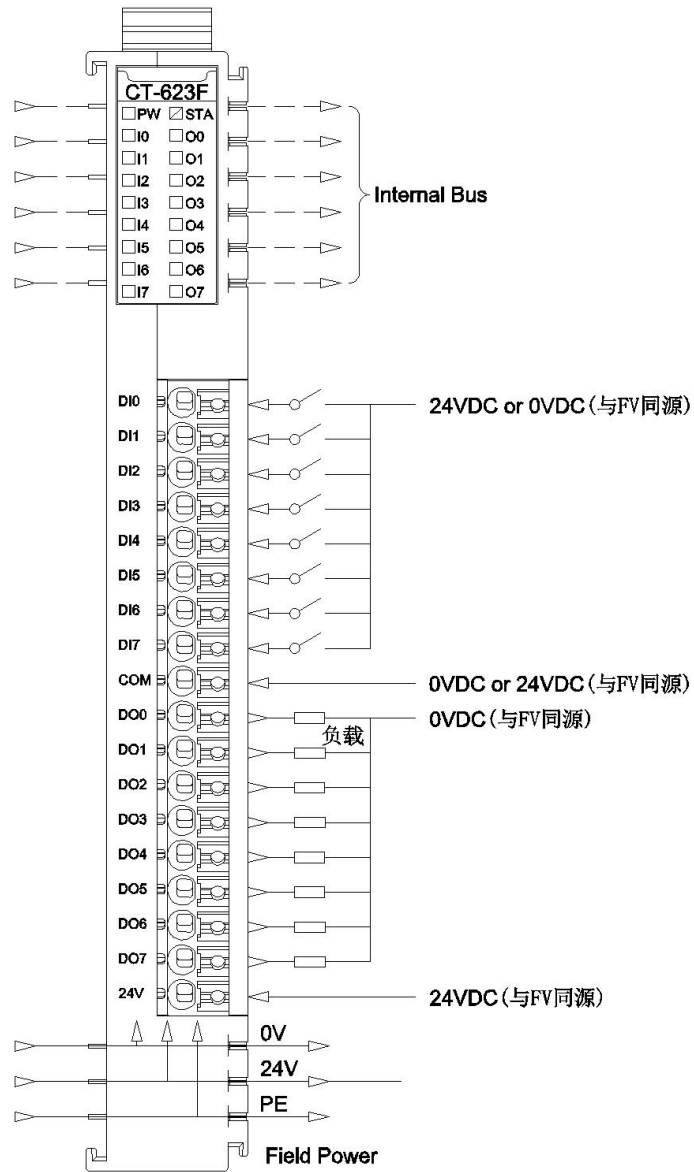 CT-623F
PW STA
I0 O0
I1 O1
I2 O2
I3 O3
I4 O4
I5 O5
I6 O6
I7 O7
Internal Bus
DI0 24VDC or 0VDC(与FV同源)
DI1
DI2
DI3
DI4
DI5
DI6
DI7
COM 0VDC or 24VDC(与FV同源)
DO0 0VDC(与FV同源)
负载
DO1
DO2
DO3
DO4
DO5
DO6
DO7
24V 24VDC(与FV同源)
0V
24V
PE
Field Power